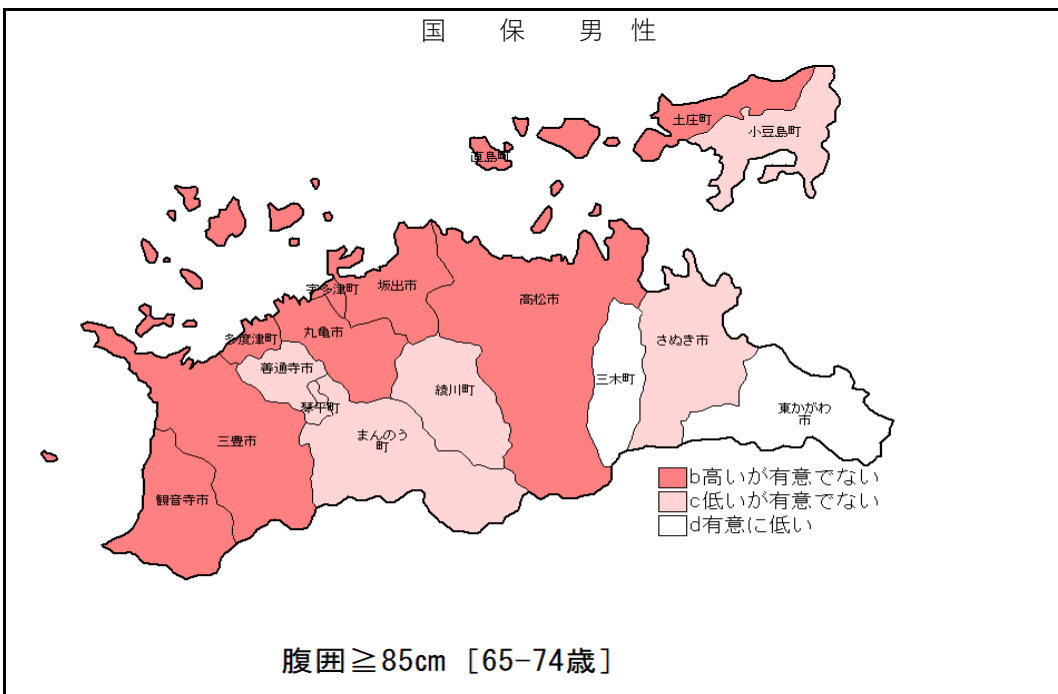 国保男性
土庄町
小豆島町
直島町
宇多津町
坂出市
高松市
多度津町
丸亀市
さぬき市
善通寺市
綾川町
三木町
琴平町
東かがわ
市
まんのう
町
三豊市
観音寺市
b高いが有意でない
c低いが有意でない
d有意に低い
腹囲≧85cm [65-74歳]